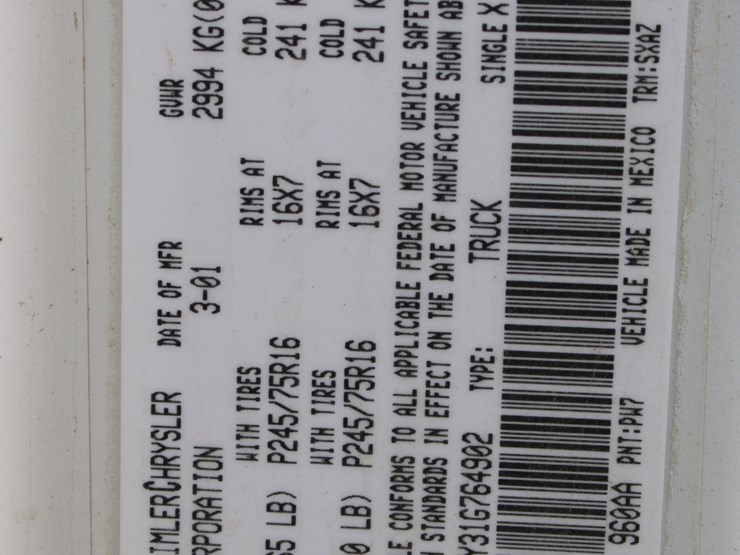 IMLERCHRYSLER DATE OF MFR GVWR
RPORATION 3-01 2994 KG(0
WITH TIRES RIMS AT COLD
65 LB) P245/75R16 16X7 241 K
WITH TIRES RIMS AT COLD
0 LB) P245/75R16 16X7 241 K
LE CONFORMS TO ALL APPLICABLE FEDERAL MOTOR VEHICLE SAFET
STANDARDS IN EFFECT ON THE DATE OF MANUFACTURE SHOWN AB
Y31G764902 TYPE: TRUCK SINGLE X
960AA PNT:PW7 VEHICLE MADE IN MEXICO TRM:SXAZ